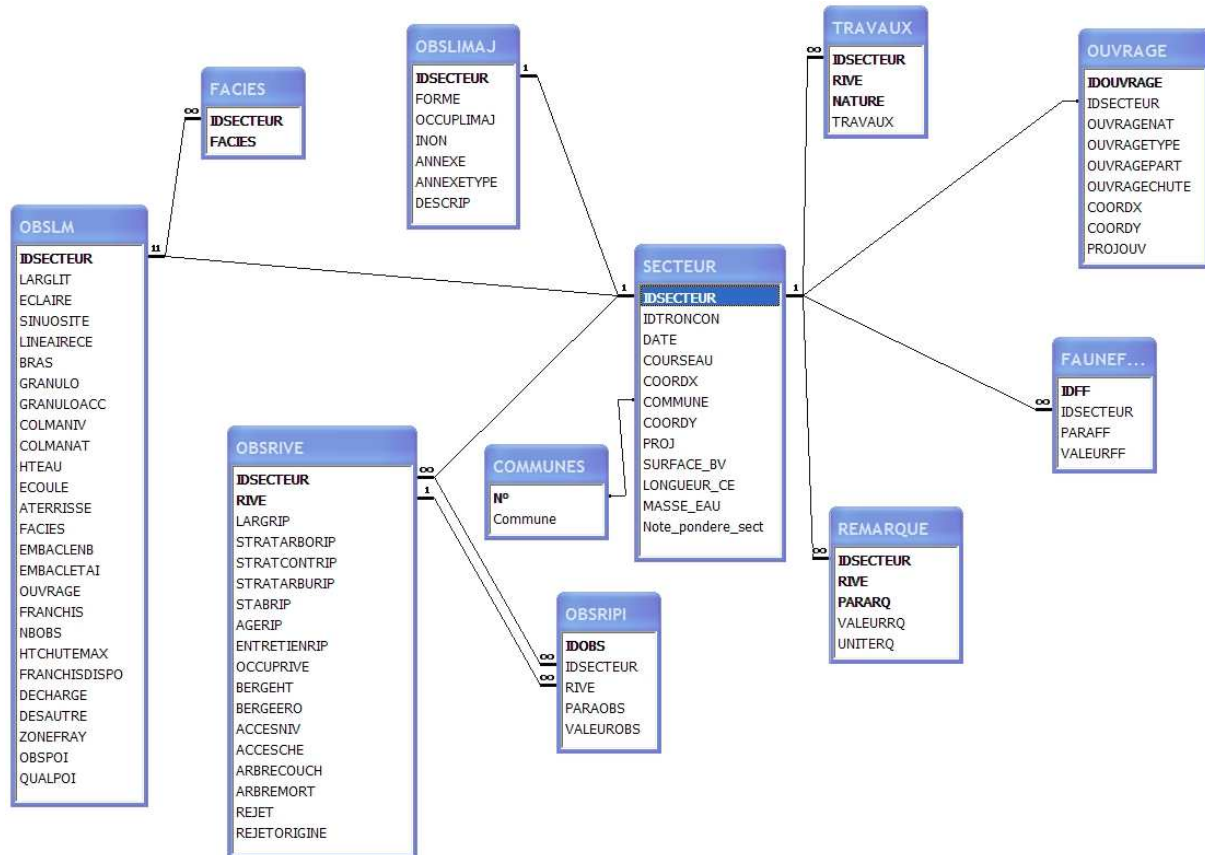 FACIES
∞
IDSECTEUR
FACIES
OBSLIMAJ
1
IDSECTEUR
FORME
OCCUPLIMAJ
INON
ANNEXE
ANNEXETYPE
DESCRIP
TRAVAUX
∞
IDSECTEUR
RIVE
NATURE
TRAVAUX
OUVRAGE
IDOUVRAGE
IDSECTEUR
OUVRAGENAT
OUVRAGETYPE
OUVRAGEPART
OUVRAGECHUTE
COORDX
COORDY
PROJOUV
OBSLM
11
IDSECTEUR
LARGLIT
ECLAIRE
SINUOSITE
LINEAIRECE
BRAS
GRANULO
GRANULOACC
COLMANIV
COLMANAT
HTEAU
ECOULE
ATERRISSE
FACIES
EMBACLENB
EMBACLETAI
OUVRAGE
FRANCHIS
NBOBS
HTCHUTEMAX
FRANCHISDISPO
DECHARGE
DESAUTRE
ZONEFRAY
OBSPOI
QUALPOI
SECTEUR
1
IDSECTEUR
1
IDTRONCON
DATE
COURSEAU
COORDX
COMMUNE
COORDY
PROJ
SURFACE_BV
LONGUEUR_CE
MASSE_EAU
Note_pondere_sect
FAUNEF...
∞
IDFF
IDSECTEUR
PARAFF
VALEURFF
OBSRIVE
∞
1
IDSECTEUR
RIVE
LARGRIP
STRATARBORIP
STRATCONTRIP
STRATARBURIP
STABRIP
AGERIP
ENTRETIENRIP
OCCUPRIVE
BERGEHT
BERGEERO
ACCESNIV
ACCESCHE
ARBRECOUCH
ARBREMORT
REJET
REJETORIGINE
COMMUNES
N°
Commune
REMARQUE
∞
IDSECTEUR
RIVE
PARARQ
VALEURRQ
UNITERQ
OBSRIPI
∞
∞
IDOBS
IDSECTEUR
RIVE
PARAOBS
VALEUROBS